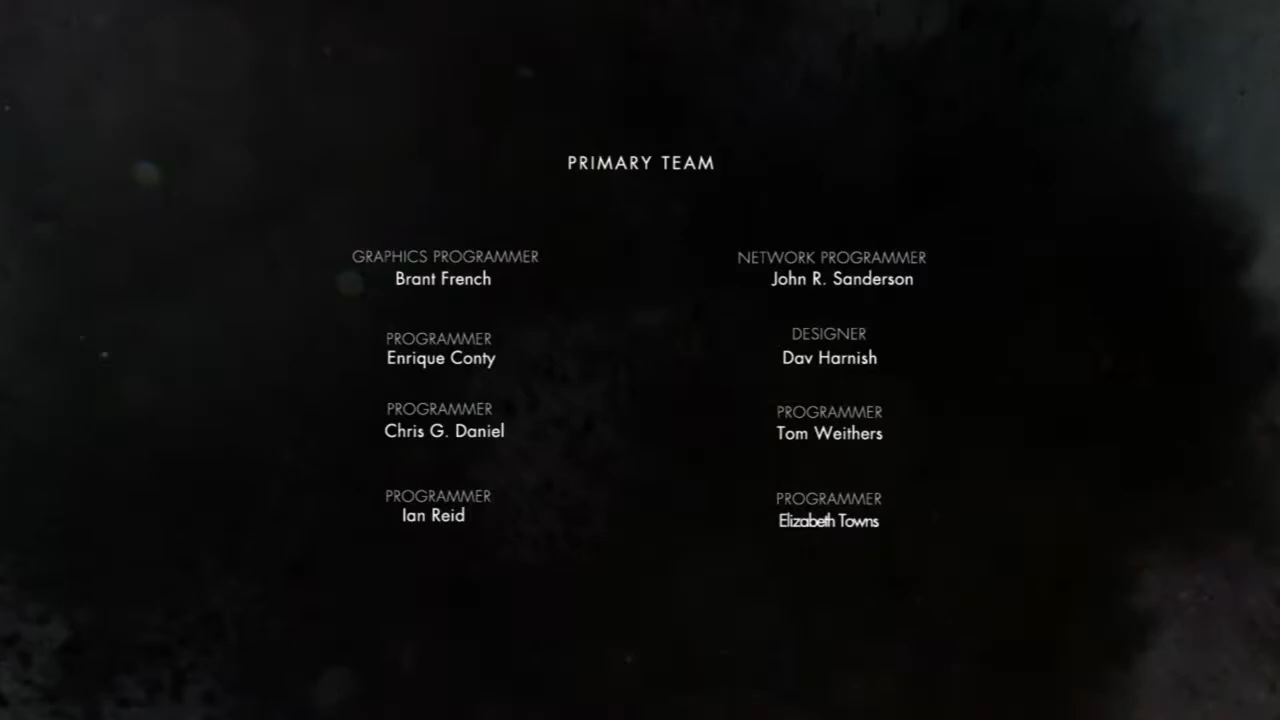 PRIMARY TEAM
GRAPHICS PROGRAMMER
Brant French
PROGRAMMER
Enrique Conty
PROGRAMMER
Chris G. Daniel
PROGRAMMER
Ian Reid
NETWORK PROGRAMMER
John R. Sanderson
DESIGNER
Dav Harnish
PROGRAMMER
Tom Weithers
PROGRAMMER
Elizabeth Towns